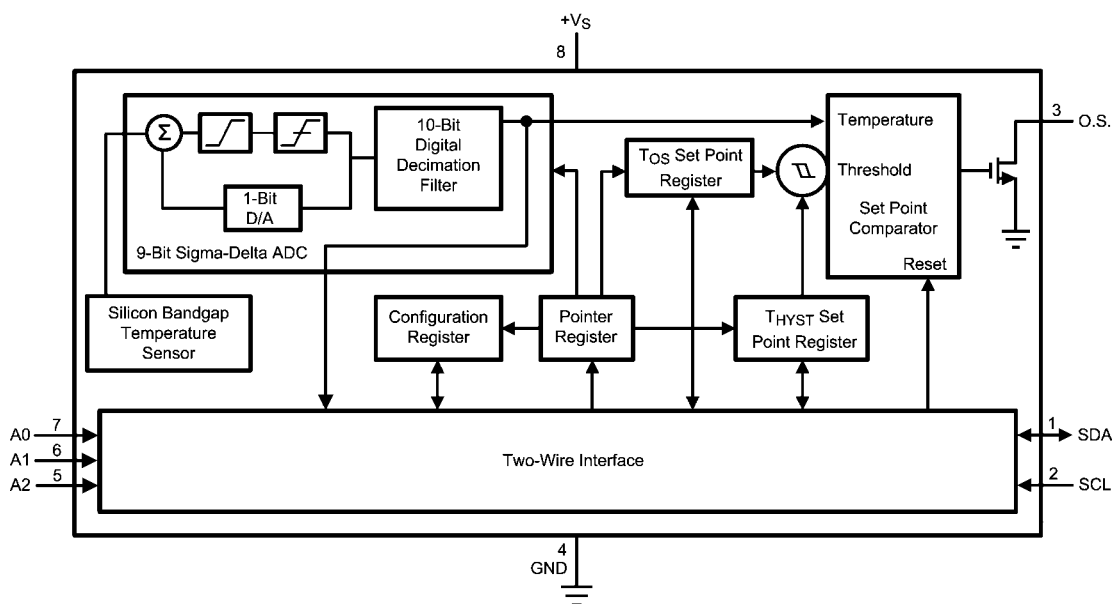 +VS
8
3
O.S.
10-Bit
Digital
Decimation
Filter
Σ
1-Bit
D/A
9-Bit Sigma-Delta ADC
TOS Set Point
Register
Temperature
Threshold
Set Point
Comparator
Reset
Silicon Bandgap
Temperature
Sensor
Configuration
Register
Pointer
Register
THYST Set
Point Register
A0
7
A1
6
A2
5
Two-Wire Interface
1
SDA
2
SCL
4
GND